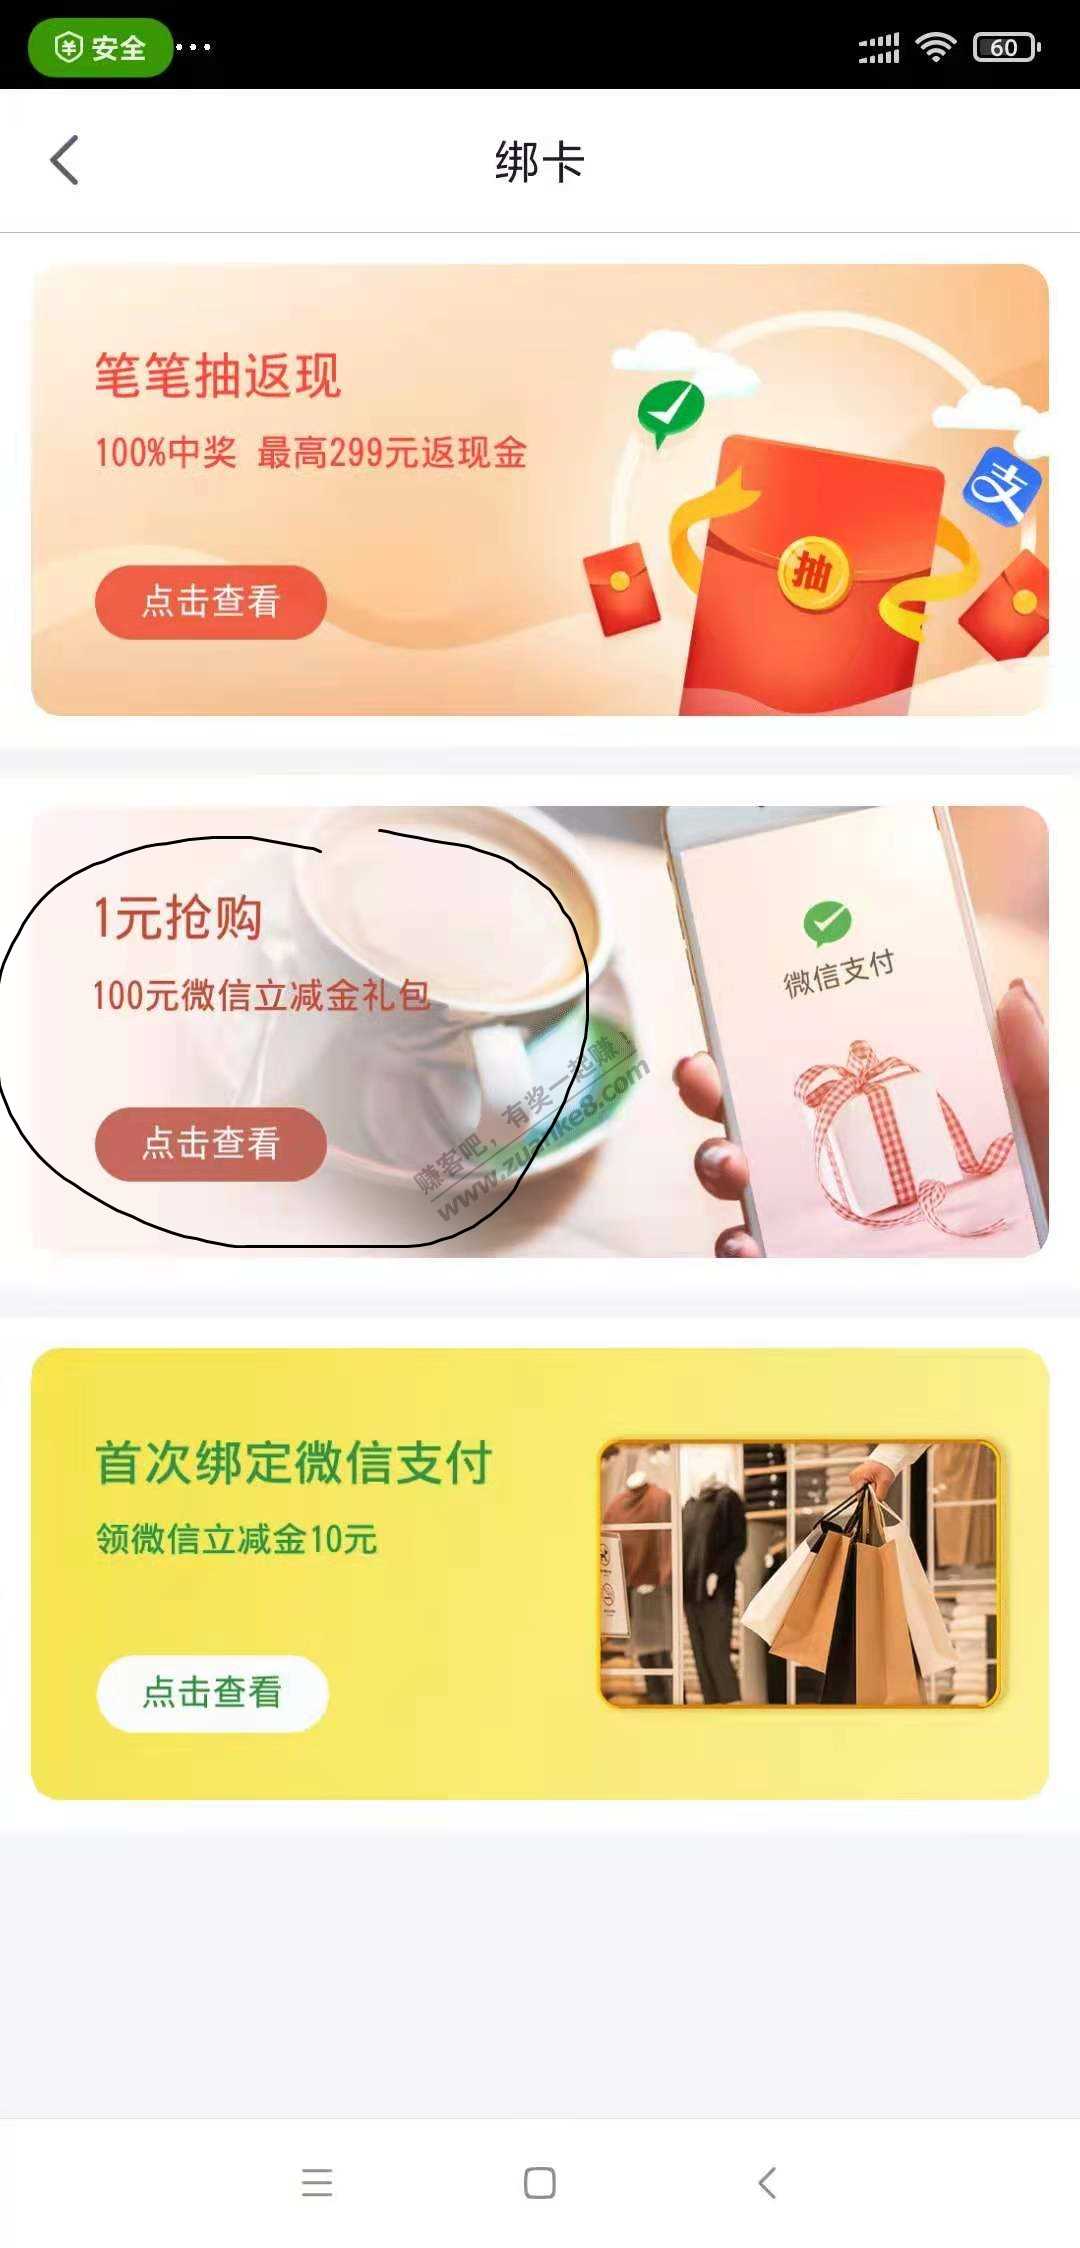 安全
60
绑卡
笔笔抽返现
100%中奖 最高299元返现金
支
抽
点击查看
1元抢购
100元微信立减金礼包
微信支付
点击查看
赚客吧，有奖一起赚！
www.zuanke8.com
首次绑定微信支付
领微信立减金10元
点击查看